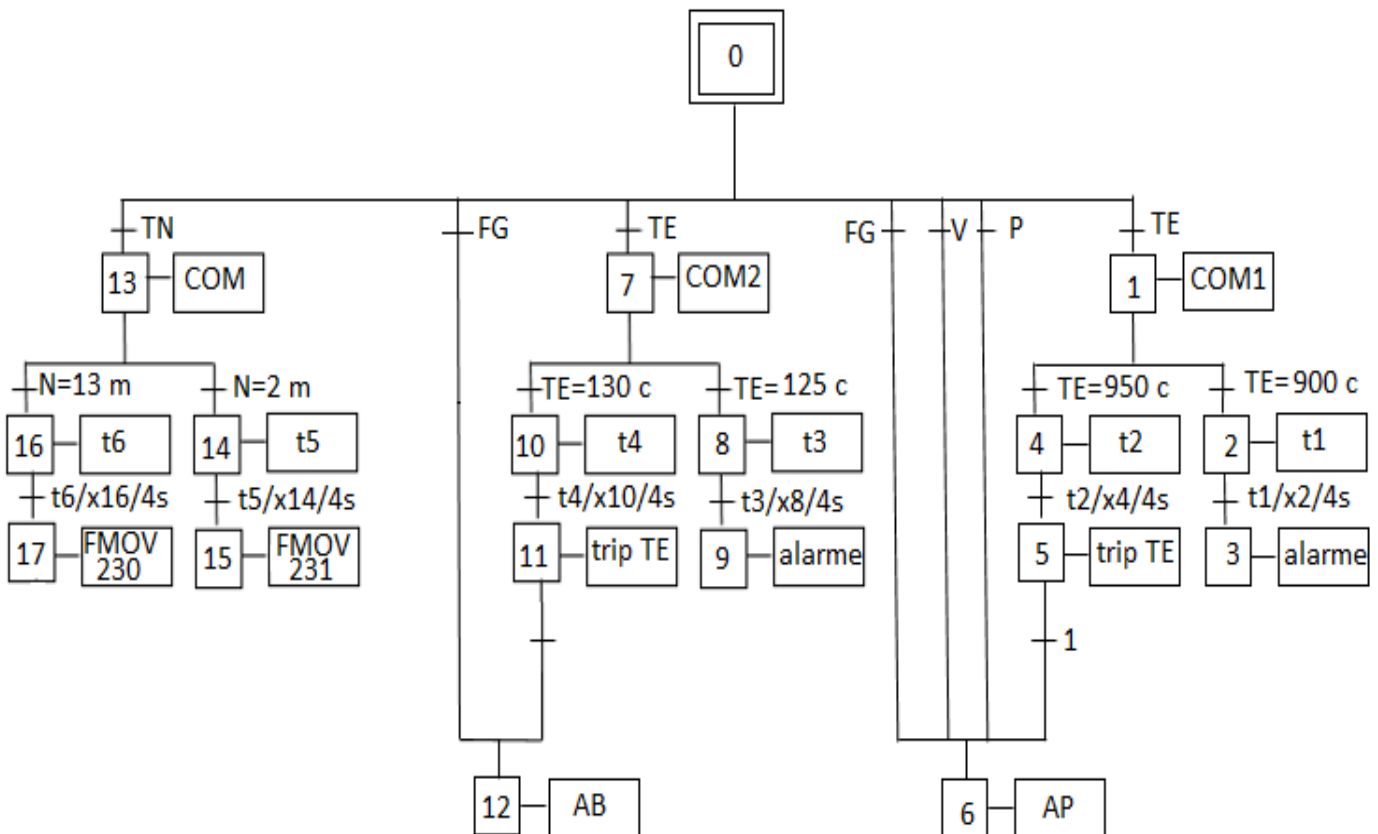 0
TN
FG
TE
FG
V
P
TE
13
COM
7
COM2
1
COM1
N=13 m
N=2 m
TE=130 c
TE=125 c
TE=950 c
TE=900 c
16
t6
14
t5
10
t4
8
t3
4
t2
2
t1
t6/x16/4s
t5/x14/4s
t4/x10/4s
t3/x8/4s
t2/x4/4s
t1/x2/4s
17
FMOV
230
15
FMOV
231
11
trip TE
9
alarme
5
trip TE
3
alarme
1
12
AB
6
AP